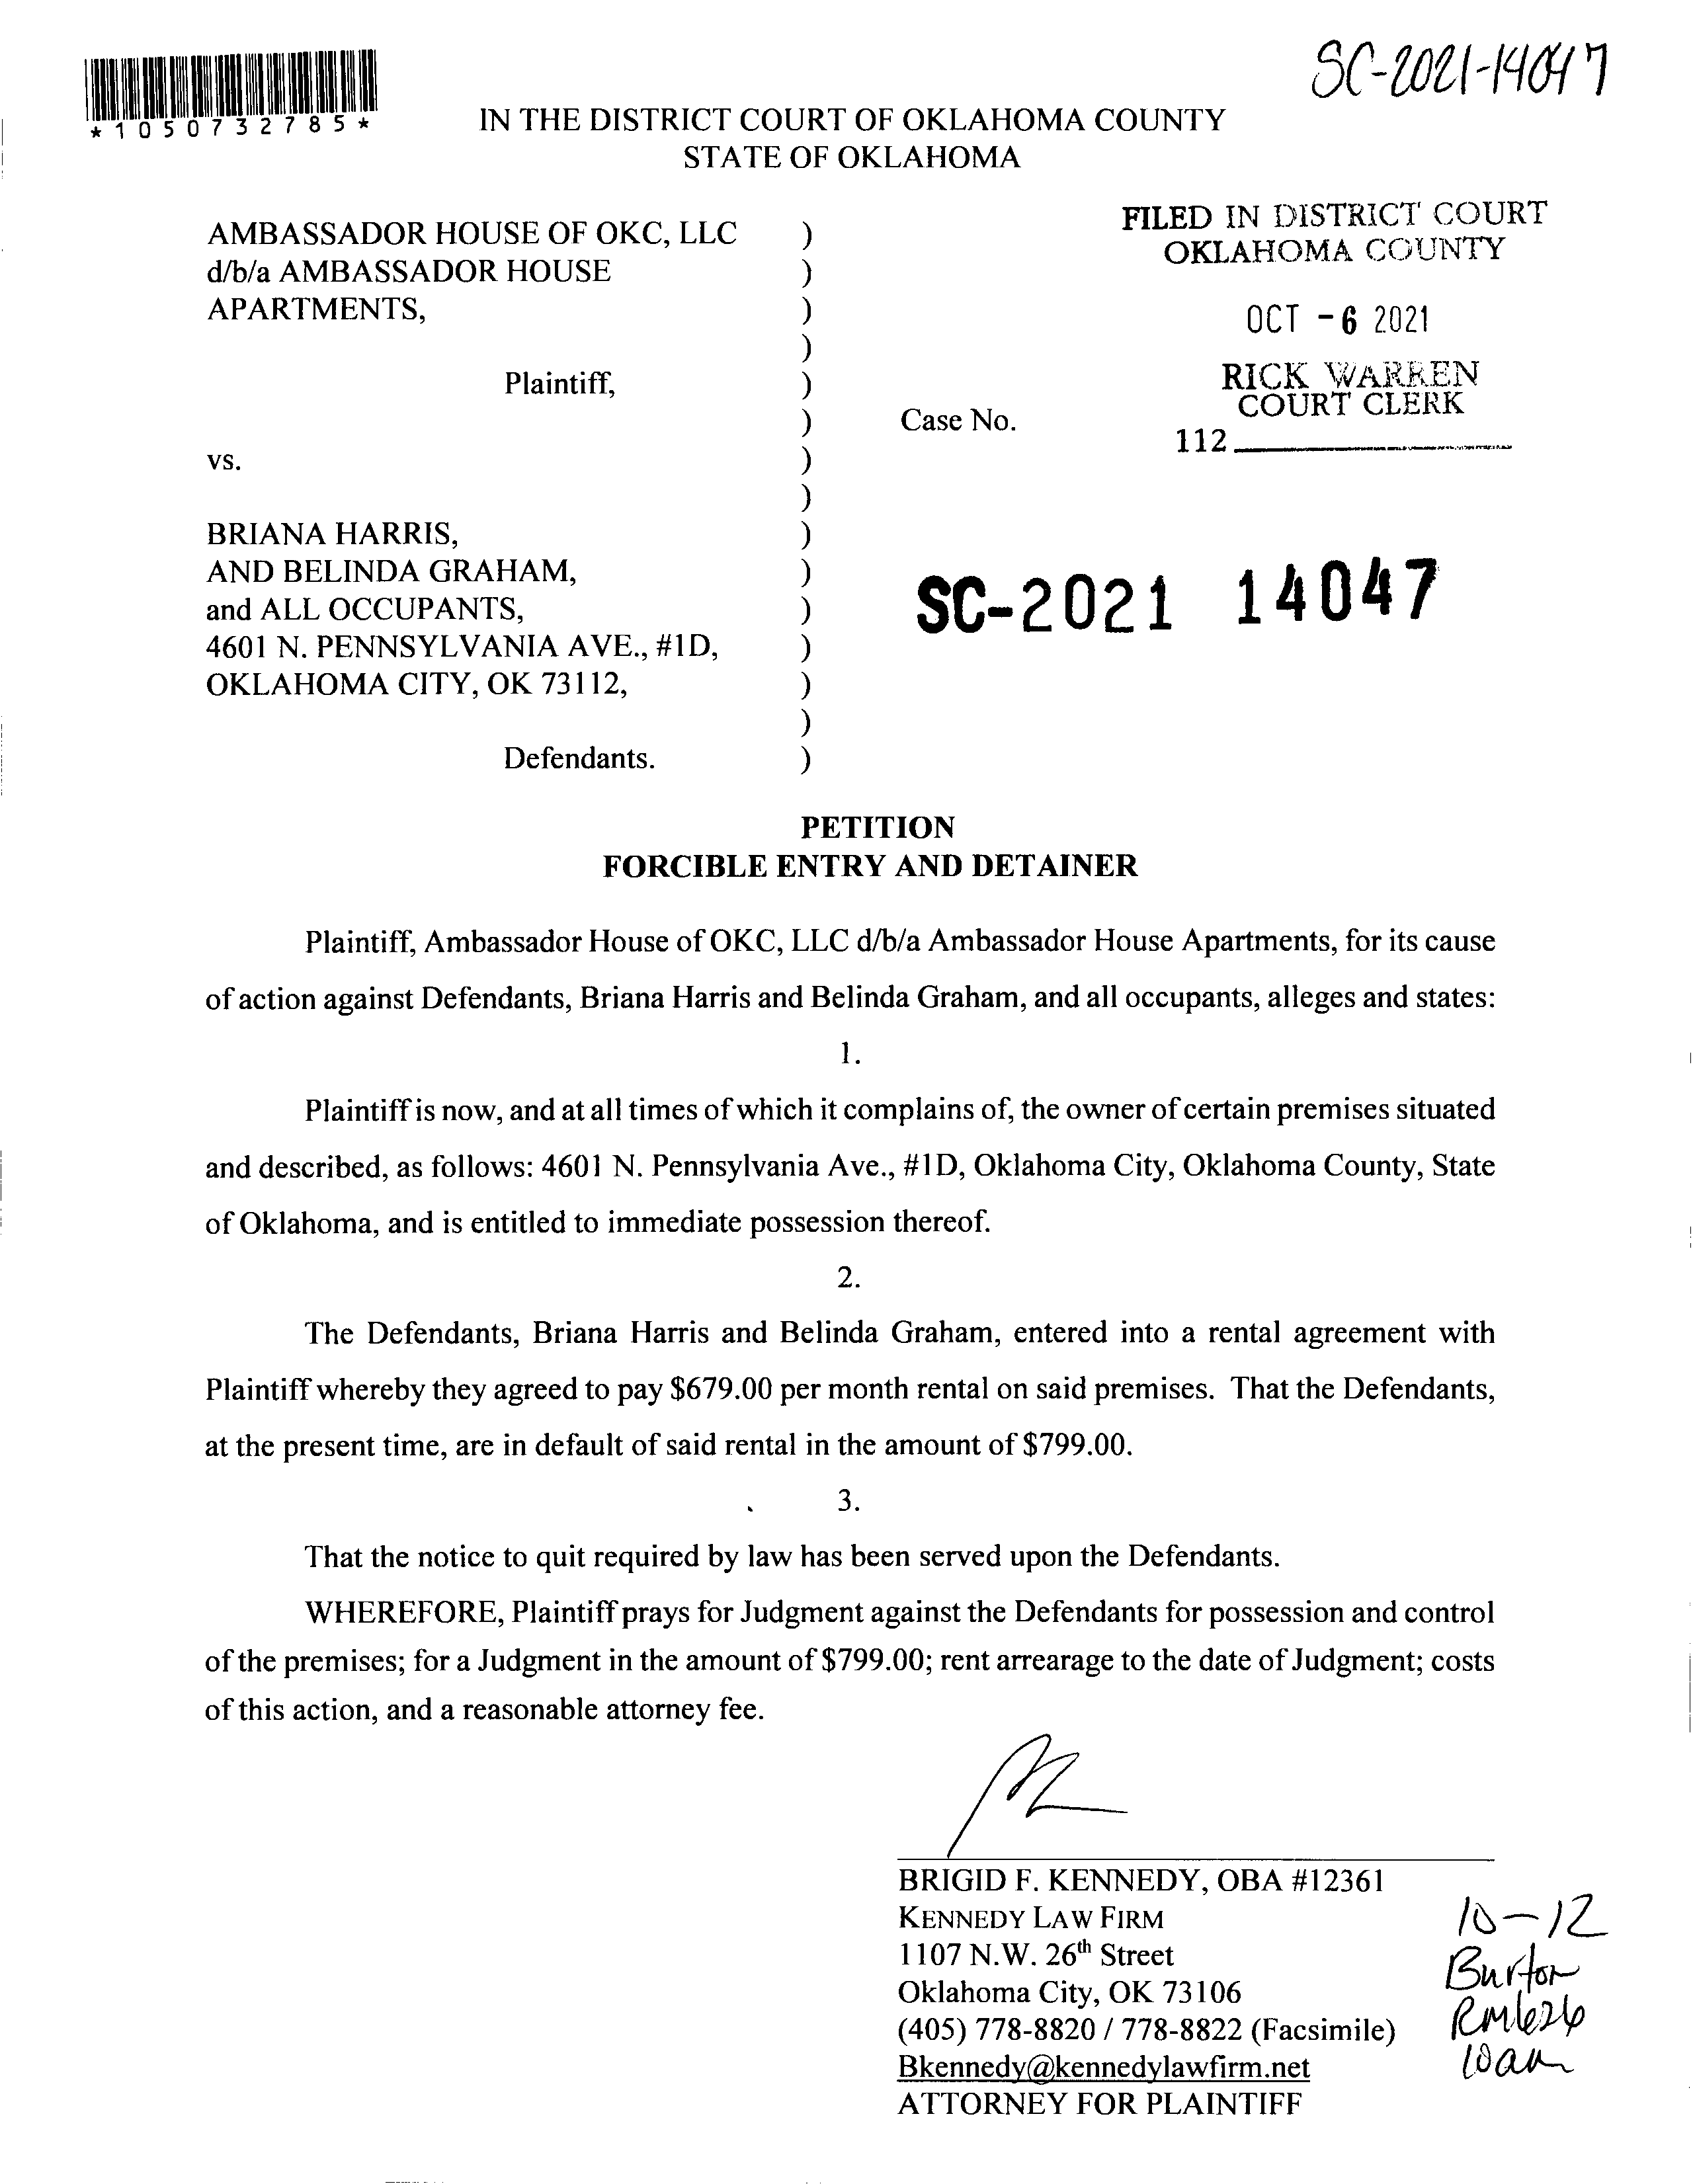 SC-2021-14047
*1050732785*
IN THE DISTRICT COURT OF OKLAHOMA COUNTY
STATE OF OKLAHOMA
FILED IN DISTRICT COURT
OKLAHOMA COUNTY
OCT - 6 2021
RICK WARREN
COURT CLERK
112
AMBASSADOR HOUSE OF OKC, LLC )
d/b/a AMBASSADOR HOUSE )
APARTMENTS, )
)
Plaintiff, )
) Case No.
vs. )
)
BRIANA HARRIS, )
AND BELINDA GRAHAM, )
and ALL OCCUPANTS, ) SC-2021 14047
4601 N. PENNSYLVANIA AVE., #1D, )
OKLAHOMA CITY, OK 73112, )
)
Defendants. )
PETITION
FORCIBLE ENTRY AND DETAINER
Plaintiff, Ambassador House of OKC, LLC d/b/a Ambassador House Apartments, for its cause
of action against Defendants, Briana Harris and Belinda Graham, and all occupants, alleges and states:
1.
Plaintiff is now, and at all times of which it complains of, the owner of certain premises situated
and described, as follows: 4601 N. Pennsylvania Ave., #1D, Oklahoma City, Oklahoma County, State
of Oklahoma, and is entitled to immediate possession thereof.
2.
The Defendants, Briana Harris and Belinda Graham, entered into a rental agreement with
Plaintiff whereby they agreed to pay $679.00 per month rental on said premises. That the Defendants,
at the present time, are in default of said rental in the amount of $799.00.
3.
That the notice to quit required by law has been served upon the Defendants.
WHEREFORE, Plaintiff prays for Judgment against the Defendants for possession and control
of the premises; for a Judgment in the amount of $799.00; rent arrearage to the date of Judgment; costs
of this action, and a reasonable attorney fee.
BRIGID F. KENNEDY, OBA #12361
KENNEDY LAW FIRM
1107 N.W. 26th Street
Oklahoma City, OK 73106
(405) 778-8820 / 778-8822 (Facsimile)
Bkennedy@kennedylawfirm.net
ATTORNEY FOR PLAINTIFF
10-12
Burton
Rm 626
10am